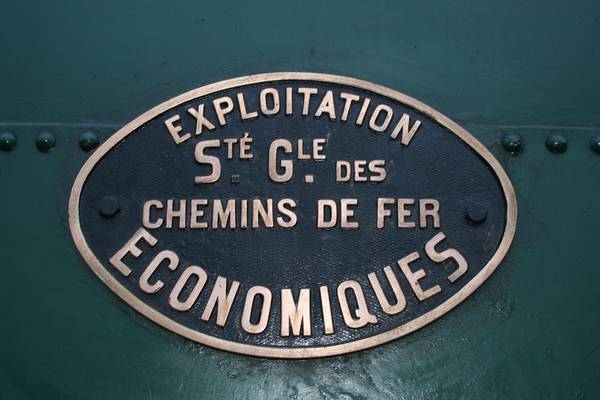 EXPLOITATION
STÉ. GLE. DES
CHEMINS DE FER
ECONOMIQUES